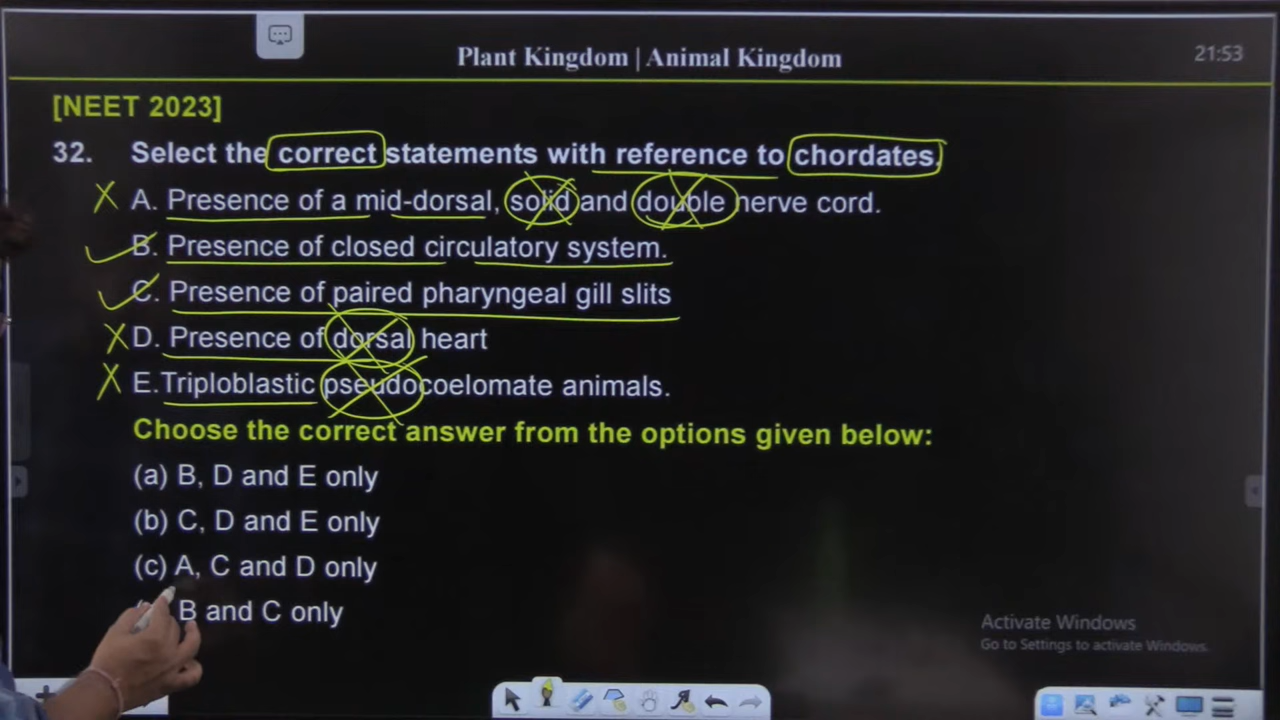 Plant Kingdom | Animal Kingdom
21:53
[NEET 2023]
32. Select the correct statements with reference to chordates.
A. Presence of a mid-dorsal, solid and double nerve cord.
B. Presence of closed circulatory system.
C. Presence of paired pharyngeal gill slits
D. Presence of dorsal heart
E.Triploblastic pseudocoelomate animals.
Choose the correct answer from the options given below:
(a) B, D and E only
(b) C, D and E only
(c) A, C and D only
B and C only
Activate Windows
Go to Settings to activate Windows.